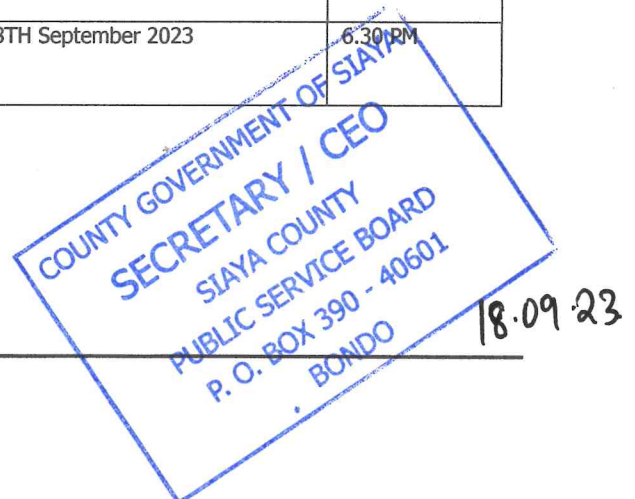 8TH September 2023
6.30 PM
COUNTY GOVERNMENT OF SIAYA
SECRETARY / CEO
SIAYA COUNTY
PUBLIC SERVICE BOARD
P. O. BOX 390 - 40601
BONDO
18.09.23